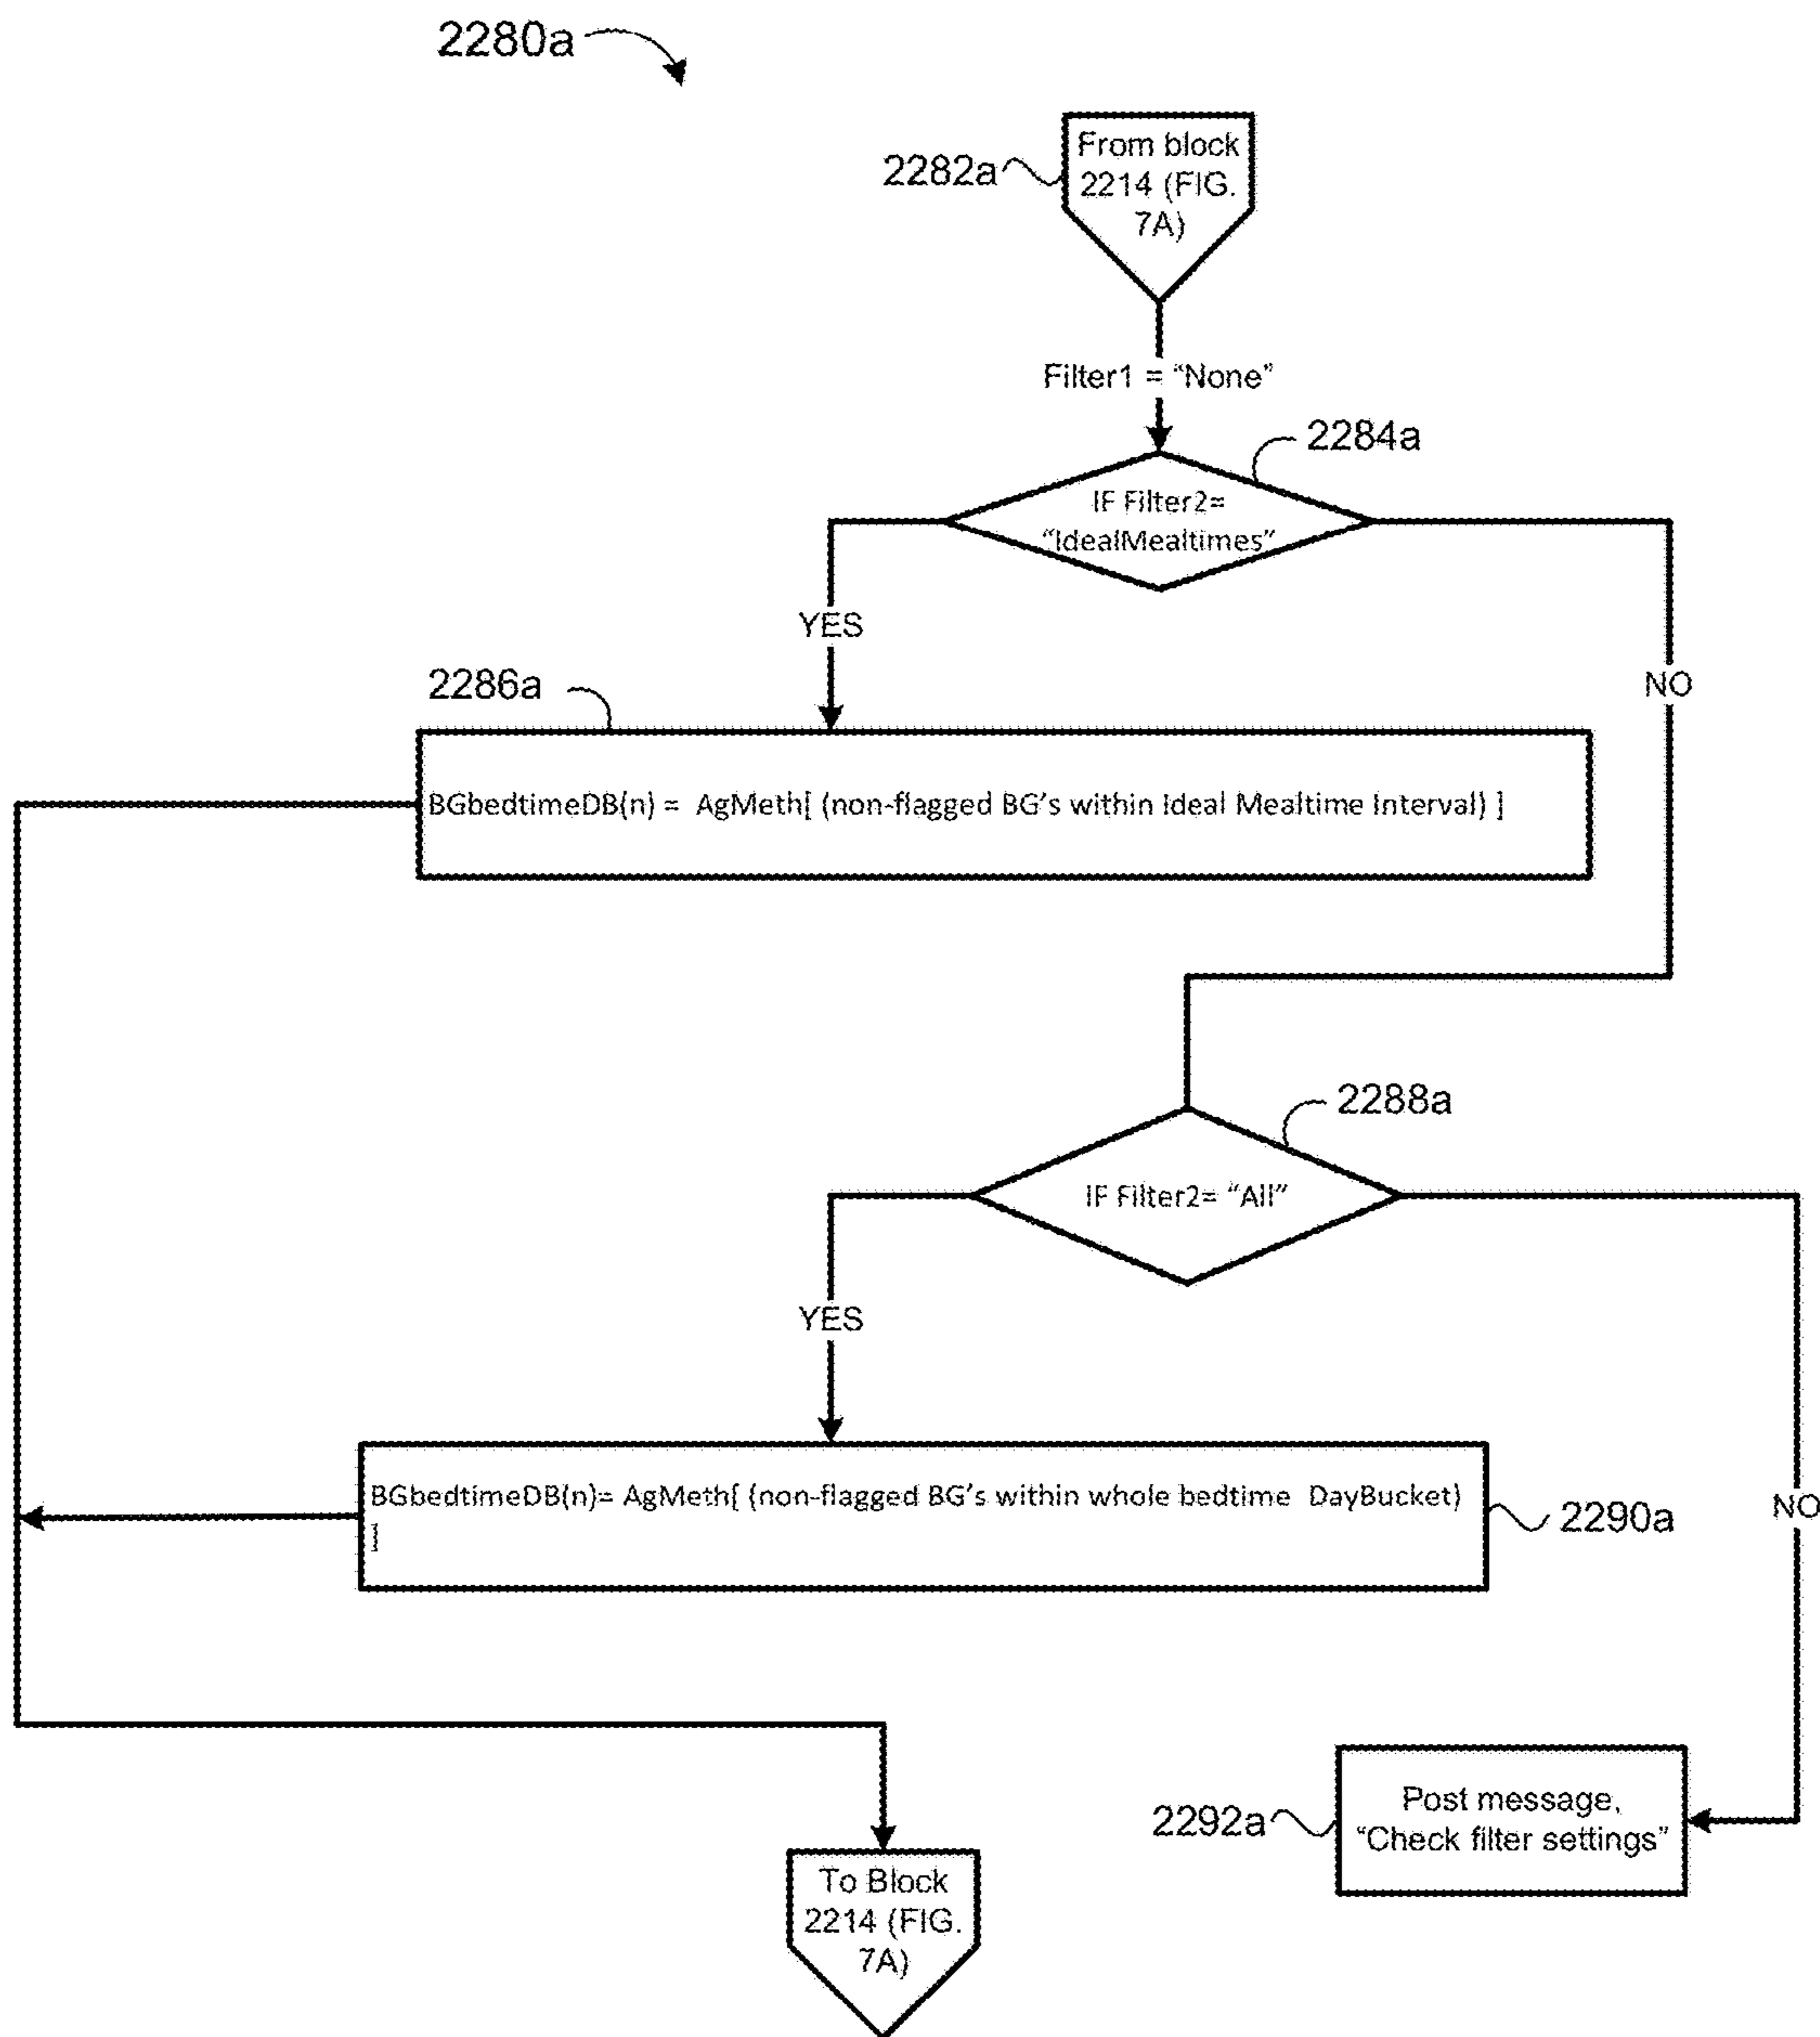 2280a
2282a
From block
2214 (FIG.
7A)
Filter1 = “None”
2284a
IF Filter2=
“IdealMealtimes”
YES
NO
2286a
BGbedtimeDB(n) = AgMeth[ (non-flagged BG’s within Ideal Mealtime Interval) ]
2288a
IF Filter2= “All”
YES
NO
BGbedtimeDB(n)= AgMeth[ (non-flagged BG’s within whole bedtime DayBucket)
]
2290a
2292a
Post message,
“Check filter settings”
To Block
2214 (FIG.
7A)